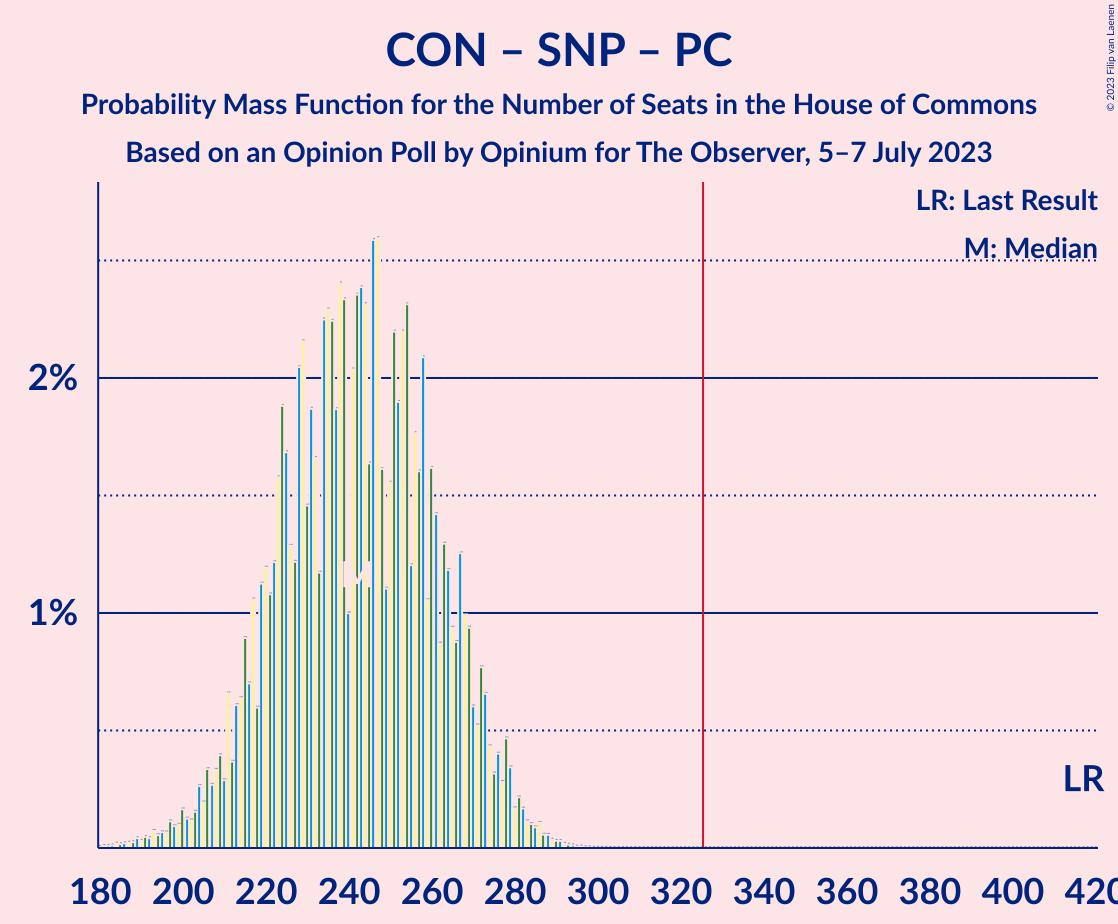 CON – SNP – PC
Probability Mass Function for the Number of Seats in the House of Commons
Based on an Opinion Poll by Opinium for The Observer, 5–7 July 2023
© 2023 Filip van Laenen
LR: Last Result
M: Median
2%
1%
LR
180 200 220 240 260 280 300 320 340 360 380 400 420